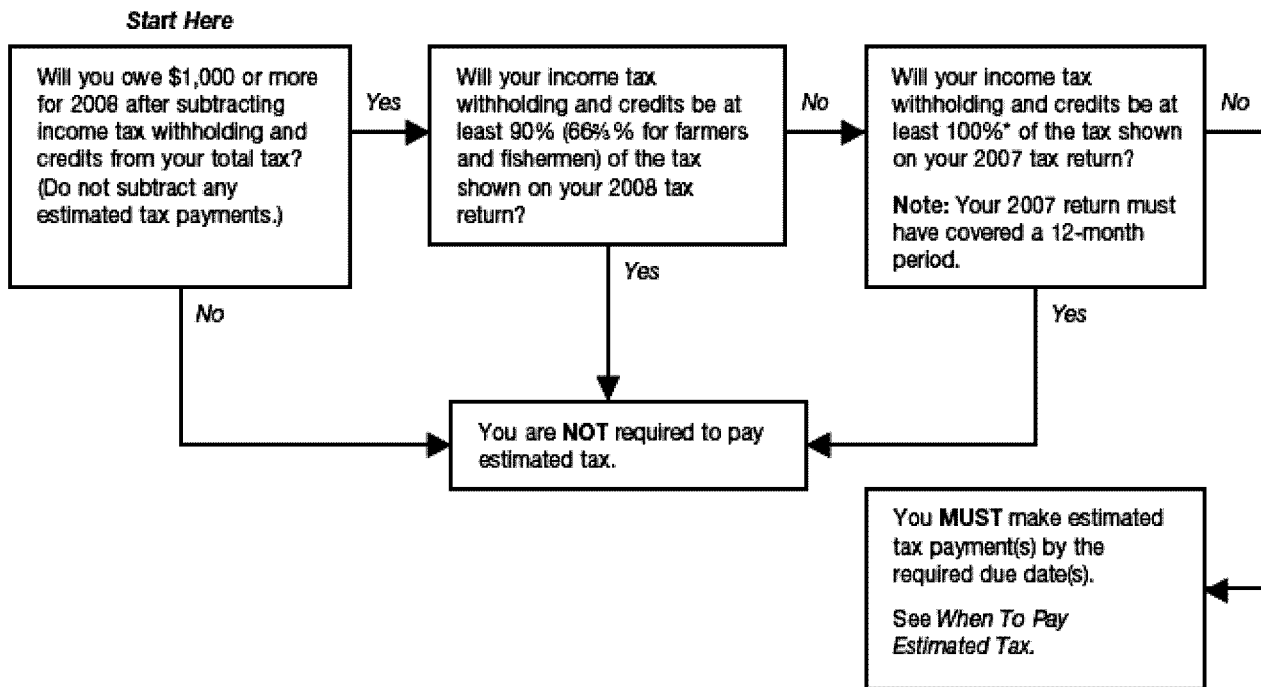 Start Here
Will you owe $1,000 or more
for 2008 after subtracting
income tax withholding and
credits from your total tax?
(Do not subtract any
estimated tax payments.)
Yes
No
Will your income tax
withholding and credits be at
least 90% (66⅔% for farmers
and fishermen) of the tax
shown on your 2008 tax
return?
No
Yes
Will your income tax
withholding and credits be at
least 100%* of the tax shown
on your 2007 tax return?
Note: Your 2007 return must
have covered a 12-month
period.
No
Yes
You are NOT required to pay
estimated tax.
You MUST make estimated
tax payment(s) by the
required due date(s).
See When To Pay
Estimated Tax.